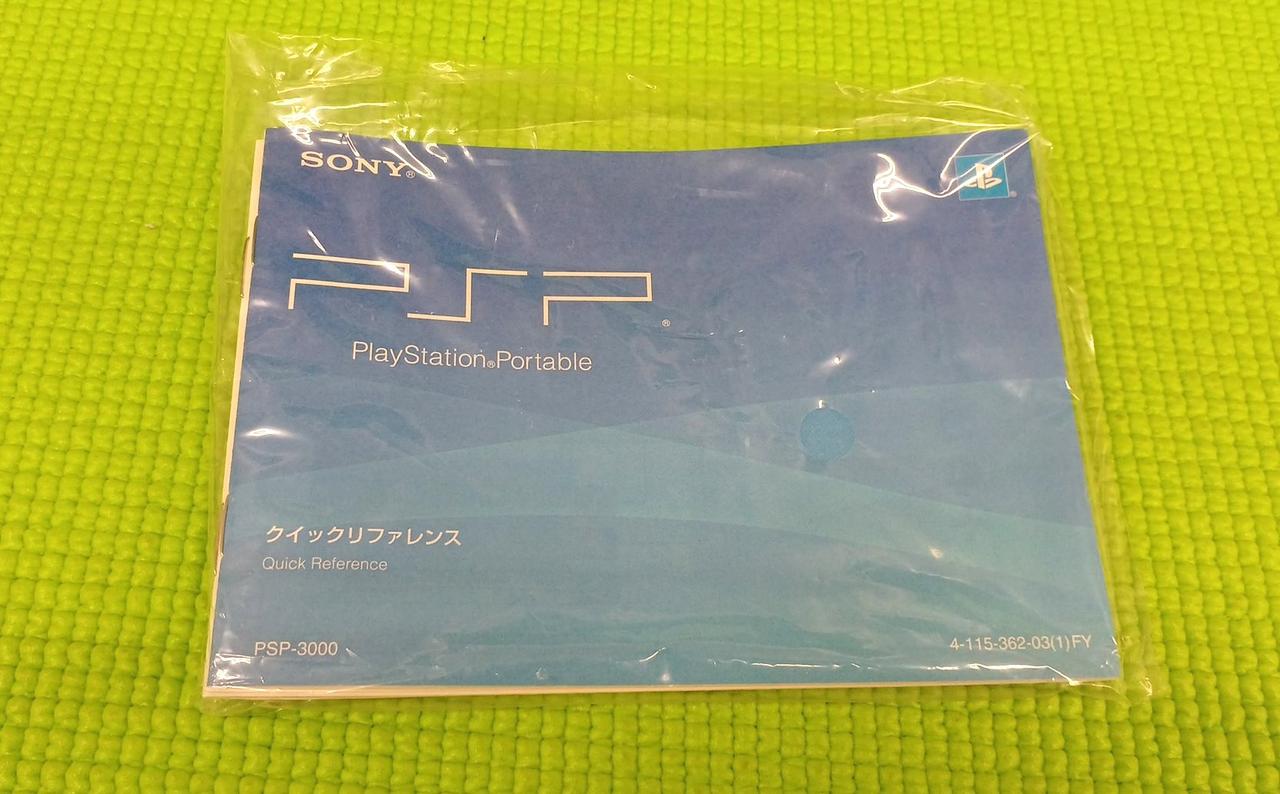 SONY®
PSP®
PlayStation®Portable
クイックリファレンス
Quick Reference
PSP-3000
4-115-362-03(1)FY